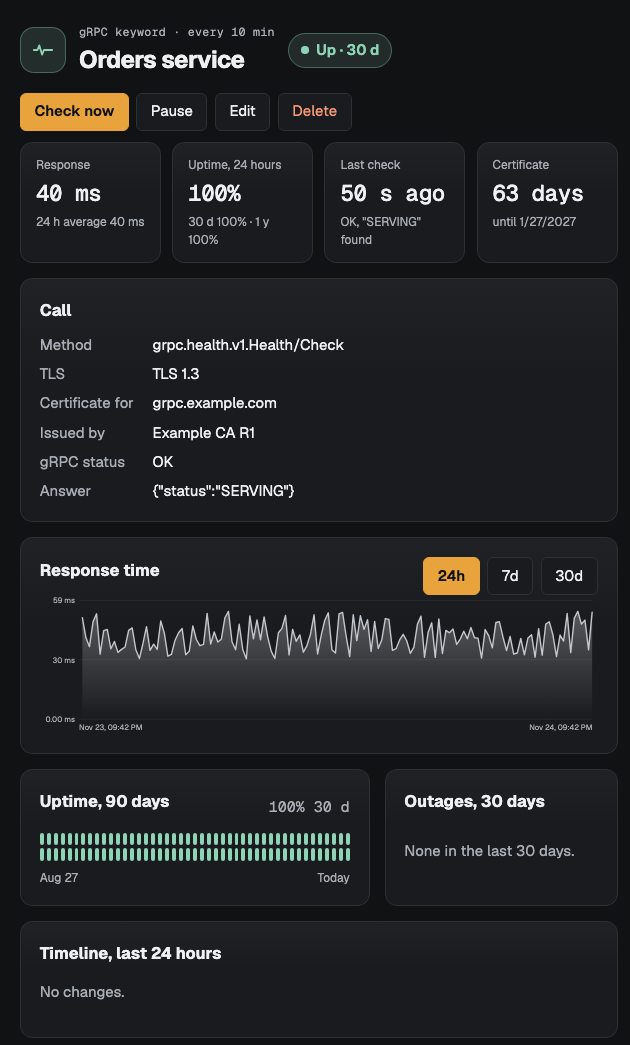 gRPC keyword · every 10 min
Orders service
Up · 30 d
Check now
Pause
Edit
Delete
Response
40 ms
24 h average 40 ms
Uptime, 24 hours
100%
30 d 100% · 1 y
100%
Last check
50 s ago
OK, "SERVING"
found
Certificate
63 days
until 1/27/2027
Call
Method grpc.health.v1.Health/Check
TLS TLS 1.3
Certificate for grpc.example.com
Issued by Example CA R1
gRPC status OK
Answer {"status":"SERVING"}
Response time
24h
7d
30d
59 ms
30 ms
0.00 ms
Nov 23, 09:42 PM
Nov 24, 09:42 PM
Uptime, 90 days
100% 30 d
Aug 27
Today
Outages, 30 days
None in the last 30 days.
Timeline, last 24 hours
No changes.